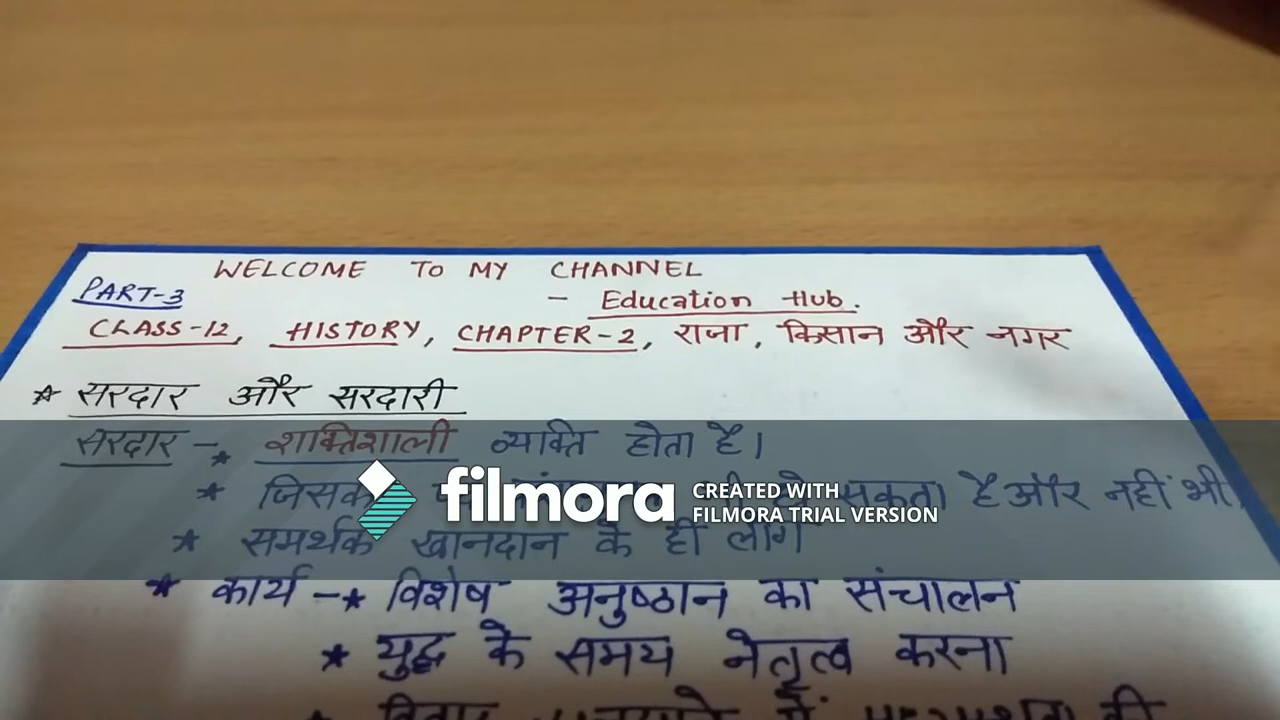 WELCOME TO MY CHANNEL
PART-3
- Education Hub.
CLASS-12, HISTORY, CHAPTER-2, राजा, किसान और नगर
* सरदार और सरदारी
सरदार - * शक्तिशाली व्यक्ति होता है।
* जिसका सकता है और नहीं भी
filmora CREATED WITH
FILMORA TRIAL VERSION
* समर्थक खानदान के ही लोग
* कार्य - * विशेष अनुष्ठान का संचालन
* युद्ध के समय नेतृत्व करना
* में की